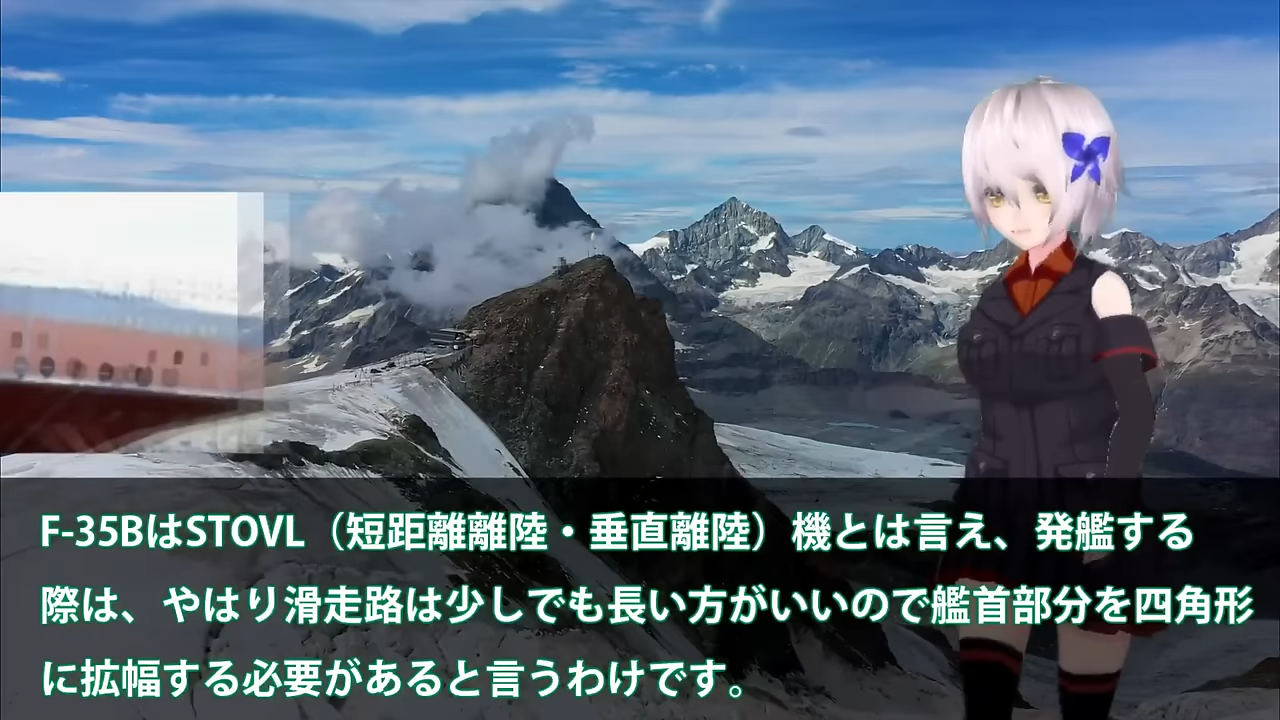 F-35BはSTOVL（短距離離陸・垂直離陸）機とは言え、発艦する
際は、やはり滑走路は少しでも長い方がいいので艦首部分を四角形
に拡幅する必要があると言うわけです。